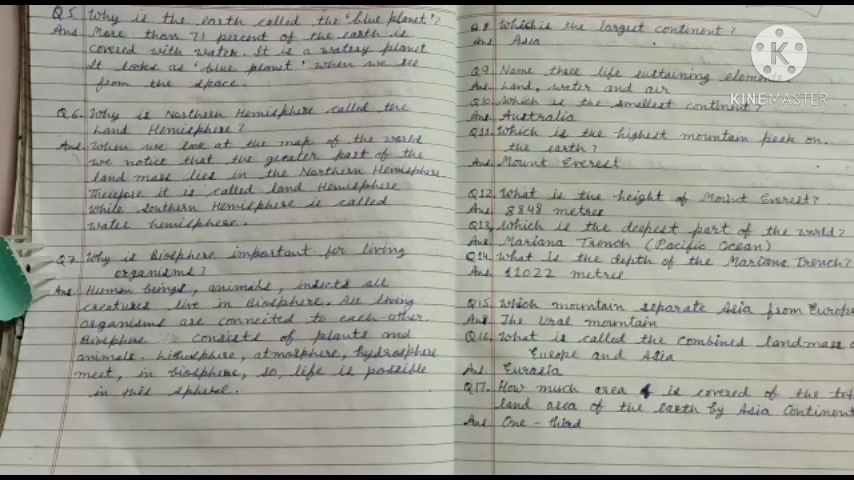 Q5. Why is the earth called the 'blue planet'?
Ans More than 71 percent of the earth is
covered with water. It is a watery planet
It looks as 'blue planet' when we see
from the space.
Q6. Why is Northern Hemisphere called the
Land Hemisphere?
Ans. When we look at the map of the world
we notice that the greater part of the
land mass lies in the Northern Hemisphere
Therefore it is called land Hemisphere
while Southern Hemisphere is called
water hemisphere.
Q7. Why is Biosphere important for living
organisms?
Ans Human beings, animals, insects all
creatures live in Biosphere. All living
organisms are connected to each other.
Biosphere consists of plants and
animals. Lithosphere, atmosphere, hydrosphere
meet, in biosphere, so, life is possible
in this sphere.
Q8. Which is the largest continent?
Ans Asia
Q9. Name three life sustaining elements
Ans. Land, water and air
Q10. Which is the smallest continent?
Ans Australia
Q11. Which is the highest mountain peak on
the earth?
Ans Mount Everest
Q12. What is the height of Mount Everest?
Ans 8848 metres
Q13. Which is the deepest part of the world?
Ans Mariana Trench (Pacific Ocean)
Q14. What is the depth of the Mariana Trench?
Ans 11022 metres
Q15. Which mountain separate Asia from Europe
Ans The Ural mountain
Q16. What is called the combined landmass
Europe and Asia
Ans. Eurasia
Q17. How much area is covered of the
land area of the earth by Asia Continent
Ans One-third
KINEMASTER